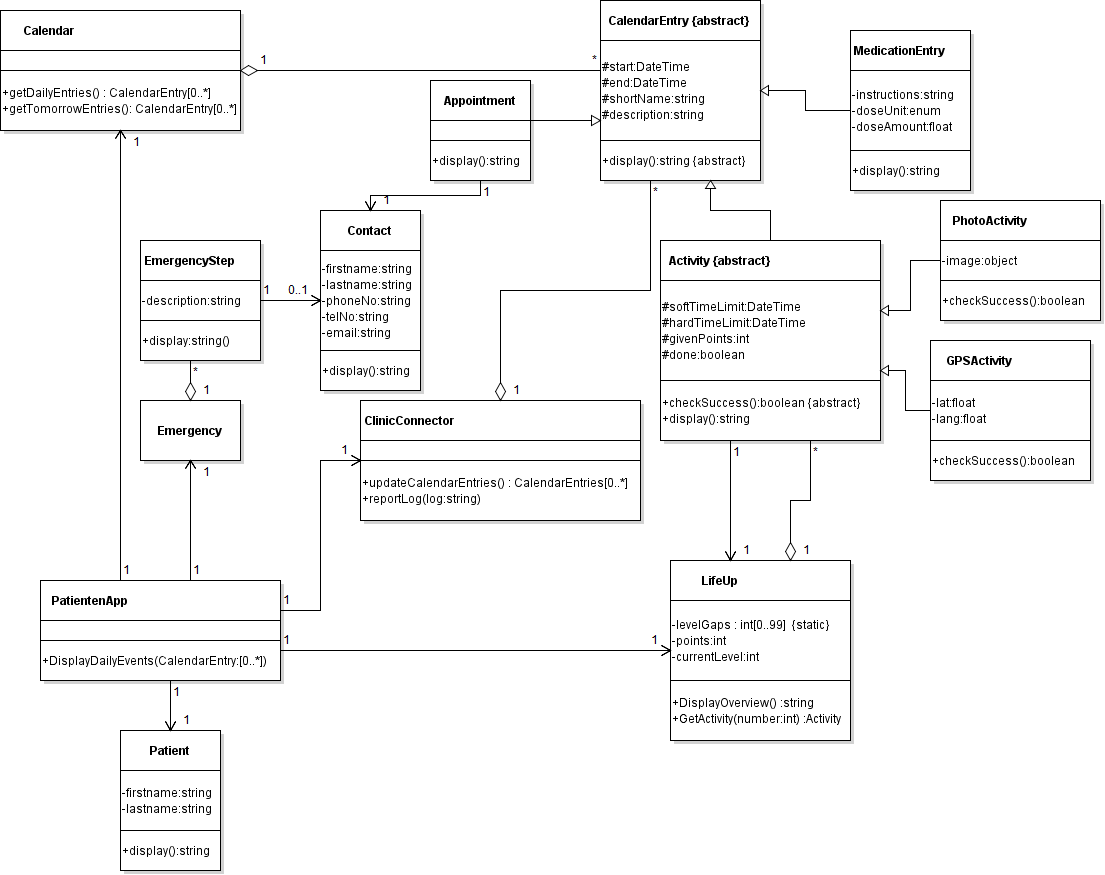 Calendar
+getDailyEntries() : CalendarEntry[0..*]
+getTomorrowEntries(): CalendarEntry[0..*]
1
*
1
CalendarEntry {abstract}
#start:DateTime
#end:DateTime
#shortName:string
#description:string
+display():string {abstract}
*
MedicationEntry
-instructions:string
-doseUnit:enum
-doseAmount:float
+display():string
Appointment
+display():string
1
1
Contact
-firstname:string
-lastname:string
-phoneNo:string
-telNo:string
-email:string
+display():string
EmergencyStep
-description:string
+display:string()
1
0..1
*
1
Emergency
1
Activity {abstract}
#softTimeLimit:DateTime
#hardTimeLimit:DateTime
#givenPoints:int
#done:boolean
+checkSuccess():boolean {abstract}
+display():string
1
*
PhotoActivity
-image:object
+checkSuccess():boolean
GPSActivity
-lat:float
-lang:float
+checkSuccess():boolean
1
ClinicConnector
+updateCalendarEntries() : CalendarEntries[0..*]
+reportLog(log:string)
1
1
1
LifeUp
-levelGaps : int[0..99]  {static}
-points:int
-currentLevel:int
+DisplayOverview() :string
+GetActivity(number:int) :Activity
1
1
1
PatientenApp
+DisplayDailyEvents(CalendarEntry:[0..*])
1
1
1
1
1
Patient
-firstname:string
-lastname:string
+display():string